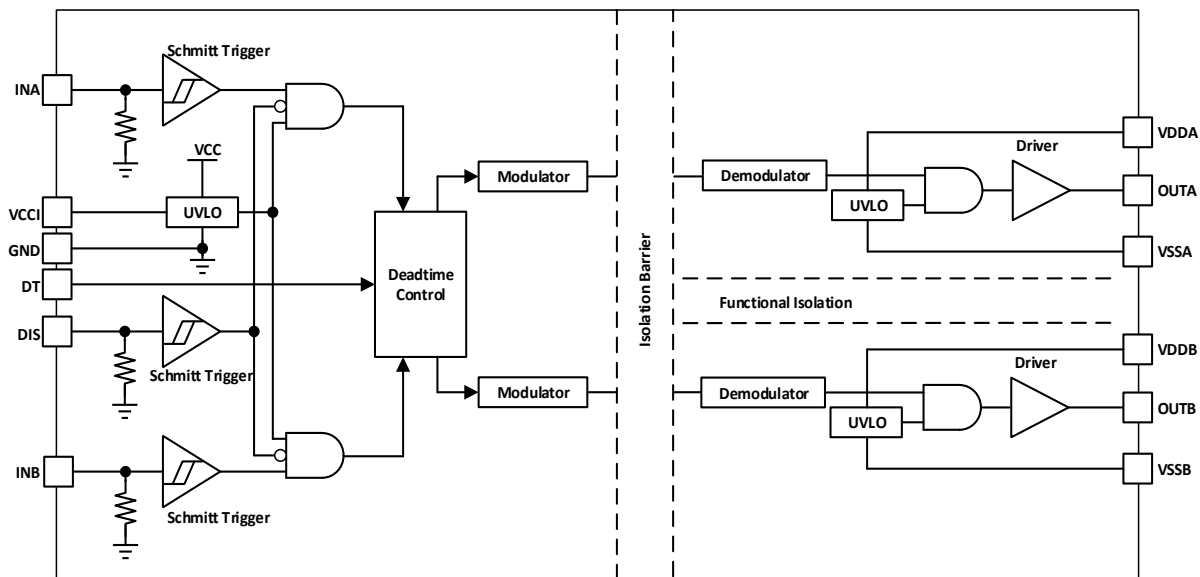 Schmitt Trigger
INA
VCC
VCCI
UVLO
GND
DT
DIS
Schmitt Trigger
INB
Schmitt Trigger
Deadtime
Control
Modulator
Modulator
Isolation Barrier
Demodulator
UVLO
Driver
VDDA
OUTA
VSSA
Functional Isolation
Demodulator
UVLO
Driver
VDDB
OUTB
VSSB